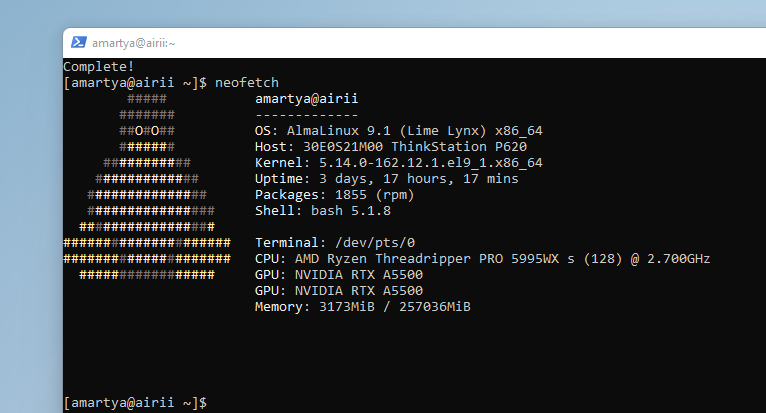 amartya@airii:~
Complete!
[amartya@airii ~]$ neofetch
#####
amartya@airii
#######
-------------
##O#O##
OS: AlmaLinux 9.1 (Lime Lynx) x86_64
#######
Host: 30E0S21M00 ThinkStation P620
###########
Kernel: 5.14.0-162.12.1.el9_1.x86_64
#############
Uptime: 3 days, 17 hours, 17 mins
###############
Packages: 1855 (rpm)
################
Shell: bash 5.1.8
#################
#####################
Terminal: /dev/pts/0
#####################
CPU: AMD Ryzen Threadripper PRO 5995WX s (128) @ 2.700GHz
#################
GPU: NVIDIA RTX A5500
GPU: NVIDIA RTX A5500
Memory: 3173MiB / 257036MiB
[amartya@airii ~]$